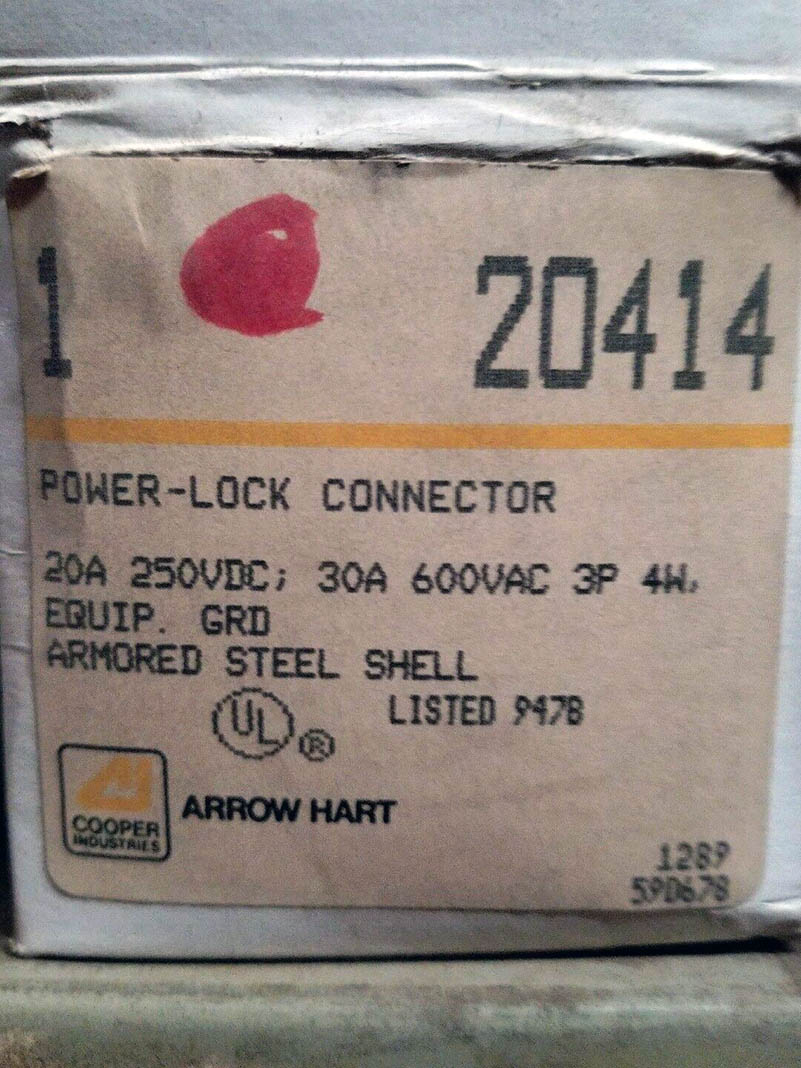 1 20414
POWER-LOCK CONNECTOR
20A 250VDC; 30A 600VAC 3P 4W.
EQUIP. GRD
ARMORED STEEL SHELL
UL ® LISTED 947B
COOPER
INDUSTRIES
ARROW HART
1289
590678